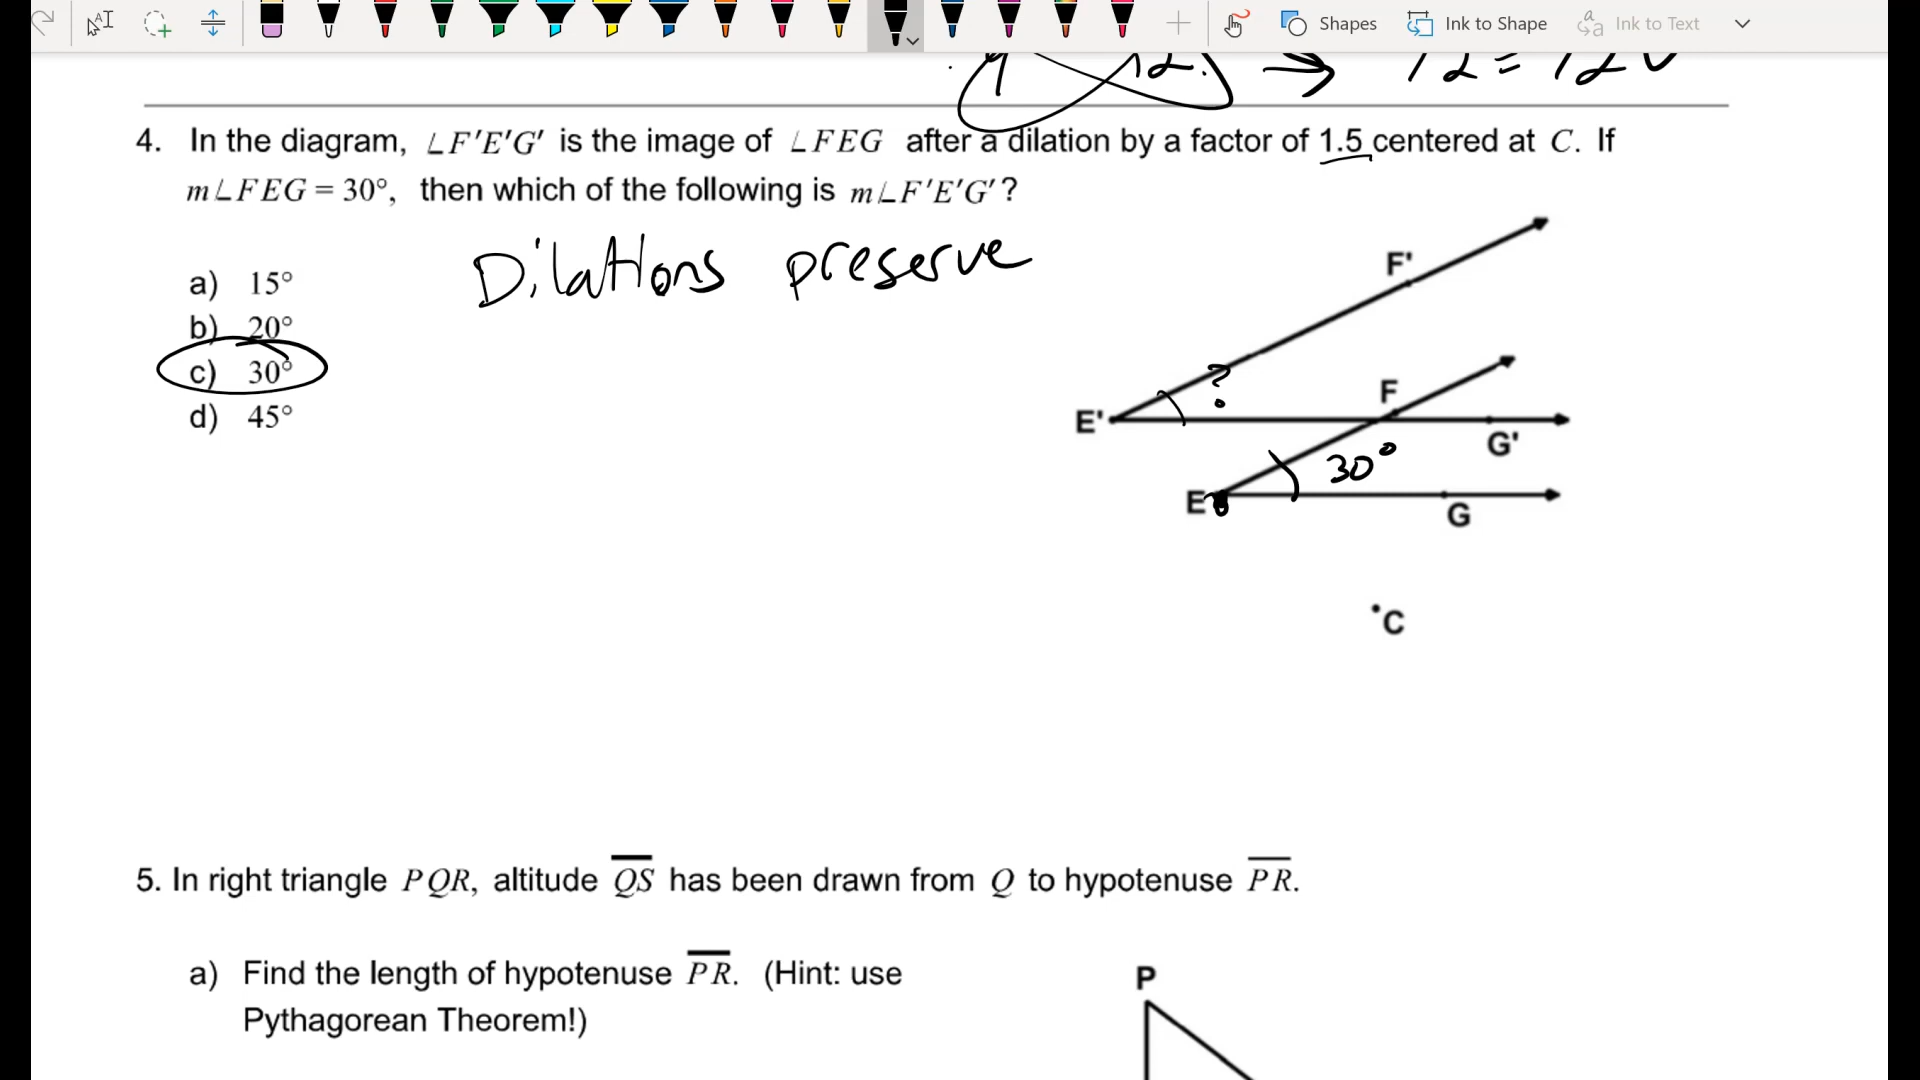 Shapes Ink to Shape Ink to Text
12 = 12 ✓
4. In the diagram, ∠F'E'G' is the image of ∠FEG after a dilation by a factor of 1.5 centered at C. If
m∠FEG = 30°, then which of the following is m∠F'E'G'?
Dilations preserve
a) 15°
b) 20°
c) 30°
d) 45°
F'
?
E'
F
G'
30°
E
G
C
5. In right triangle PQR, altitude QS has been drawn from Q to hypotenuse PR.
a) Find the length of hypotenuse PR. (Hint: use
Pythagorean Theorem!)
P